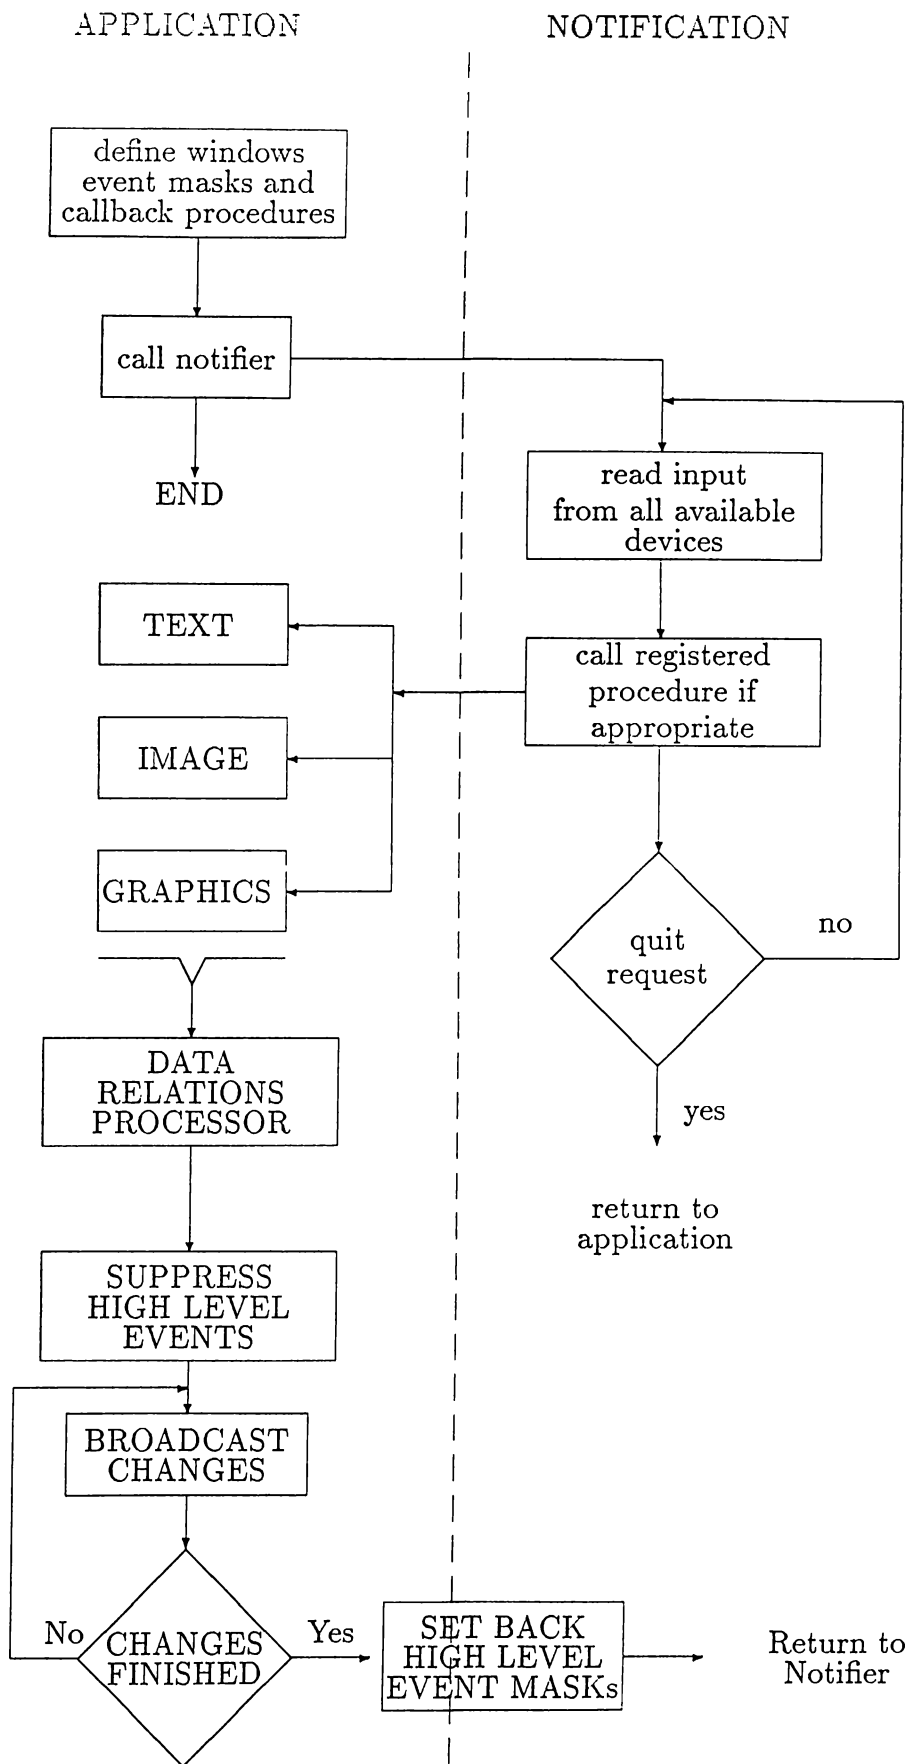 APPLICATION
NOTIFICATION
define windows
event masks and
callback procedures
call notifier
END
read input
from all available
devices
TEXT
call registered
procedure if
appropriate
IMAGE
GRAPHICS
quit
request
no
yes
return to
application
DATA
RELATIONS
PROCESSOR
SUPPRESS
HIGH LEVEL
EVENTS
BROADCAST
CHANGES
No
CHANGES
FINISHED
Yes
SET BACK
HIGH LEVEL
EVENT MASKs
Return to
Notifier